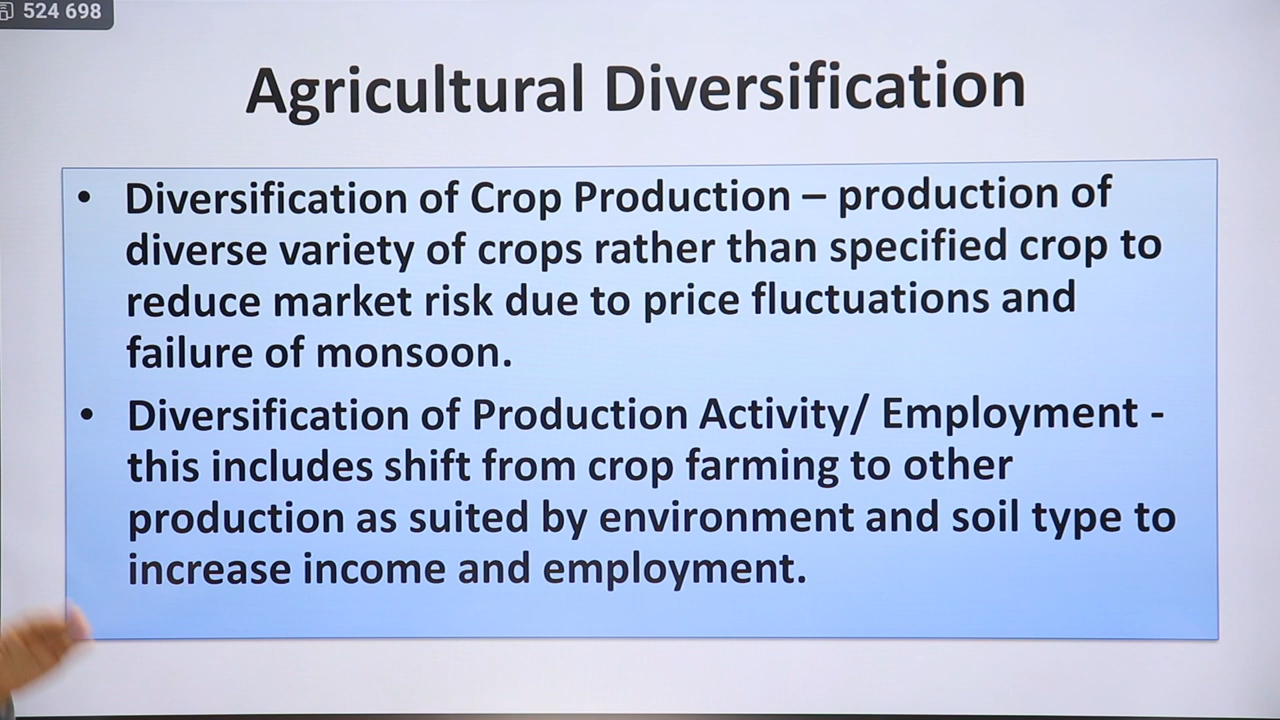 524 698
Agricultural Diversification
• Diversification of Crop Production – production of
diverse variety of crops rather than specified crop to
reduce market risk due to price fluctuations and
failure of monsoon.
• Diversification of Production Activity/ Employment -
this includes shift from crop farming to other
production as suited by environment and soil type to
increase income and employment.